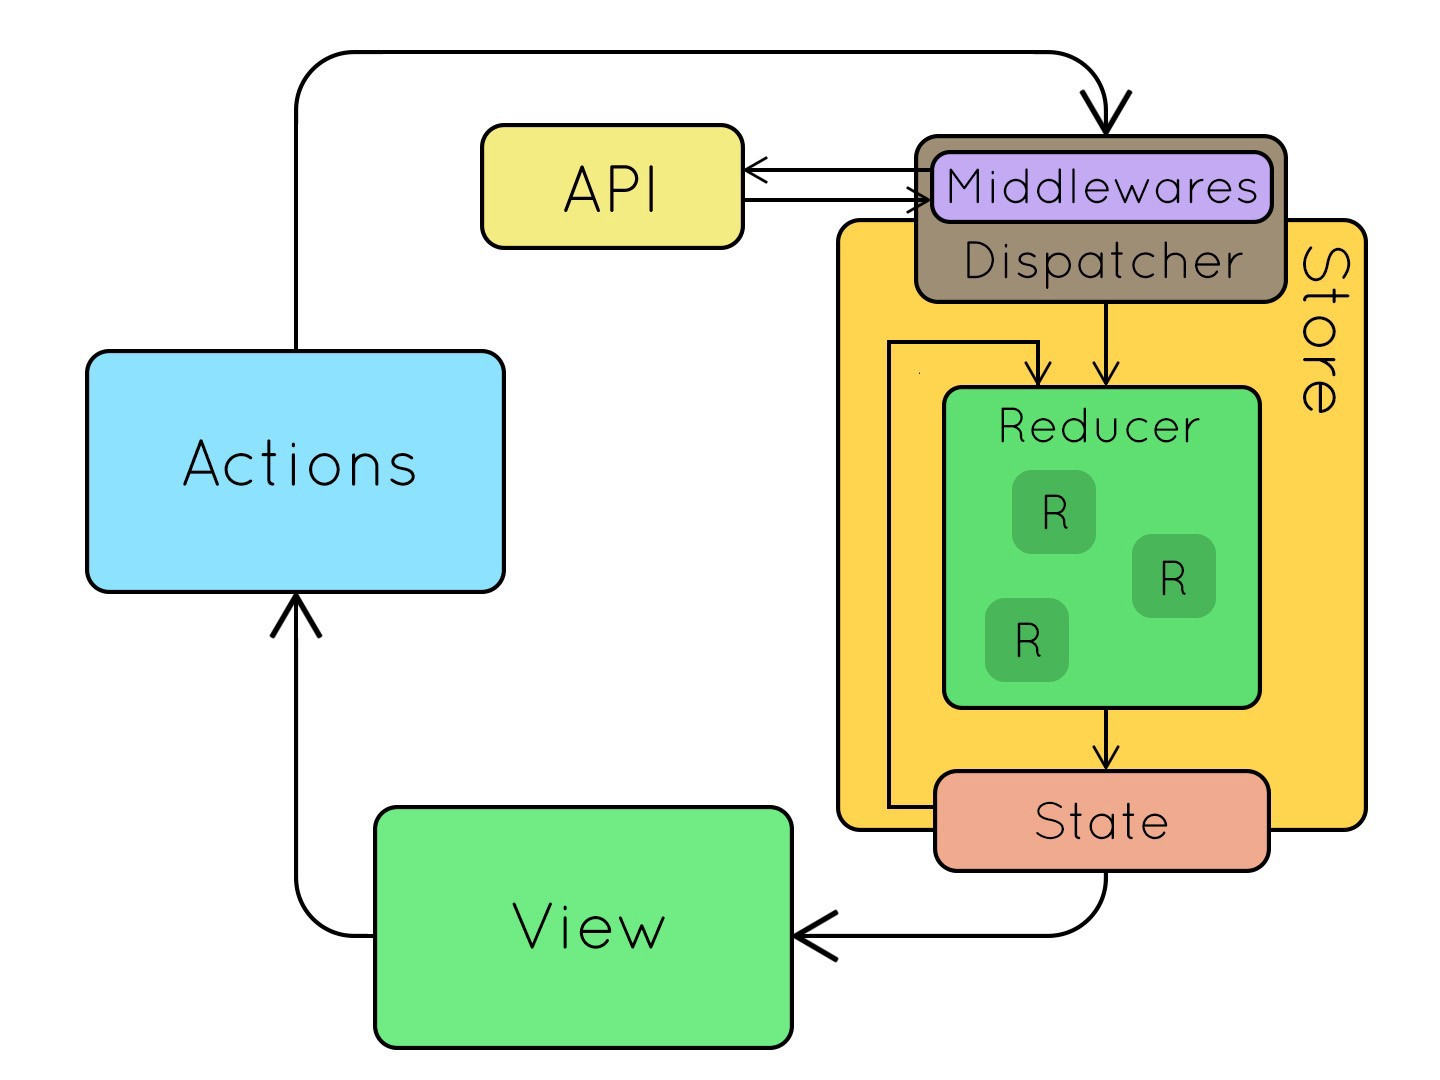 API
Middlewares
Dispatcher
Store
Actions
Reducer
R
R
R
State
View